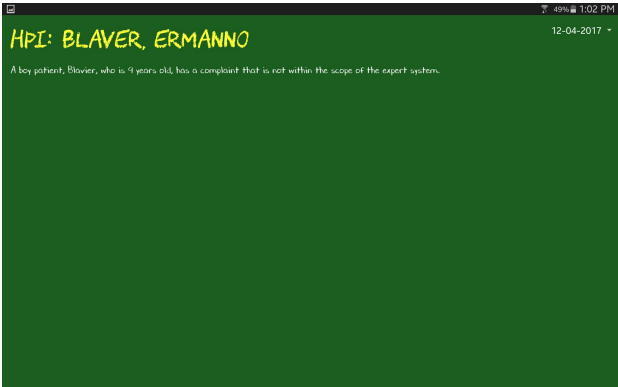 49% 1:02 PM
HPI: BLAVER, ERMANNO
12-04-2017
A boy patient, Blavier, who is 9 years old, has a complaint that is not within the scope of the expert system.